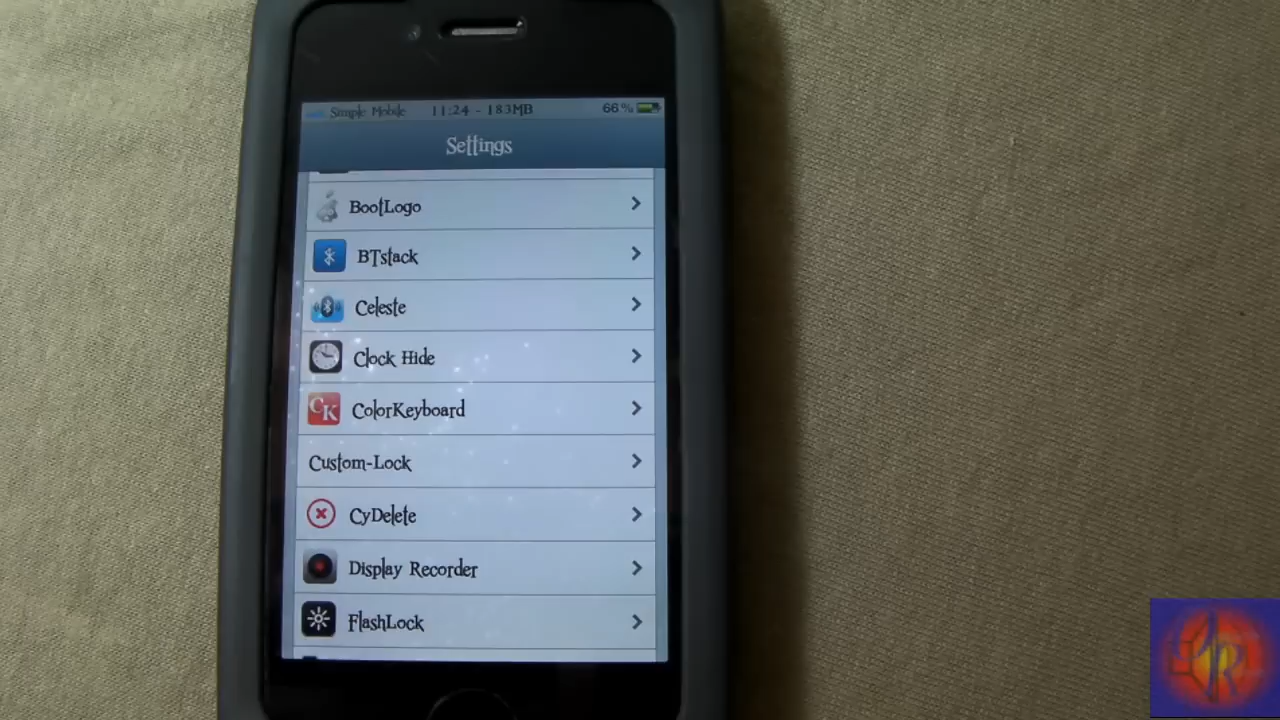 Simple Mobile 11:24 - 183MB 66%
Settings
BootLogo
BTstack
Celeste
Clock Hide
CK ColorKeyboard
Custom-Lock
CyDelete
Display Recorder
FlashLock